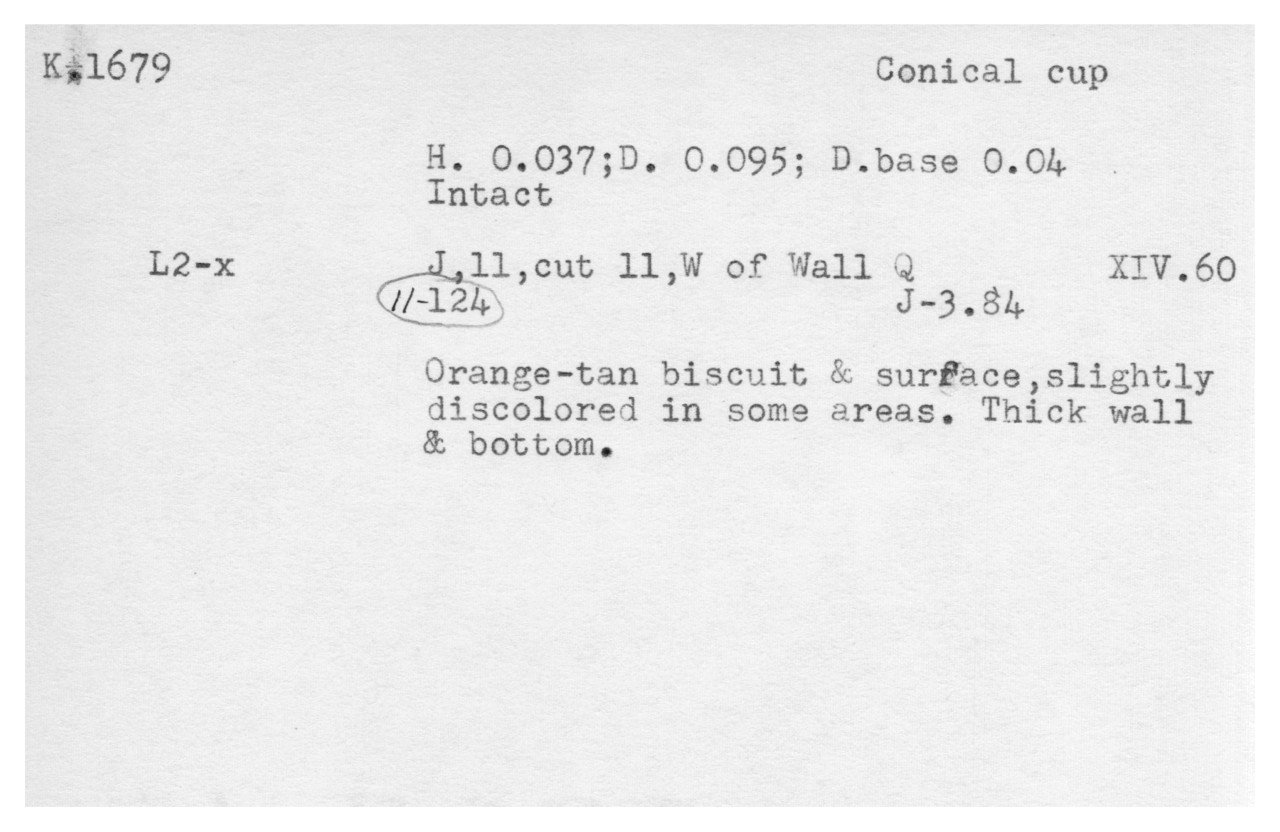 K.1679 Conical cup
H. 0.037;D. 0.095; D.base 0.04
Intact
L2-x J,11,cut 11,W of Wall Q XIV.60
11-124 J-3.84
Orange-tan biscuit & surface,slightly
discolored in some areas. Thick wall
& bottom.